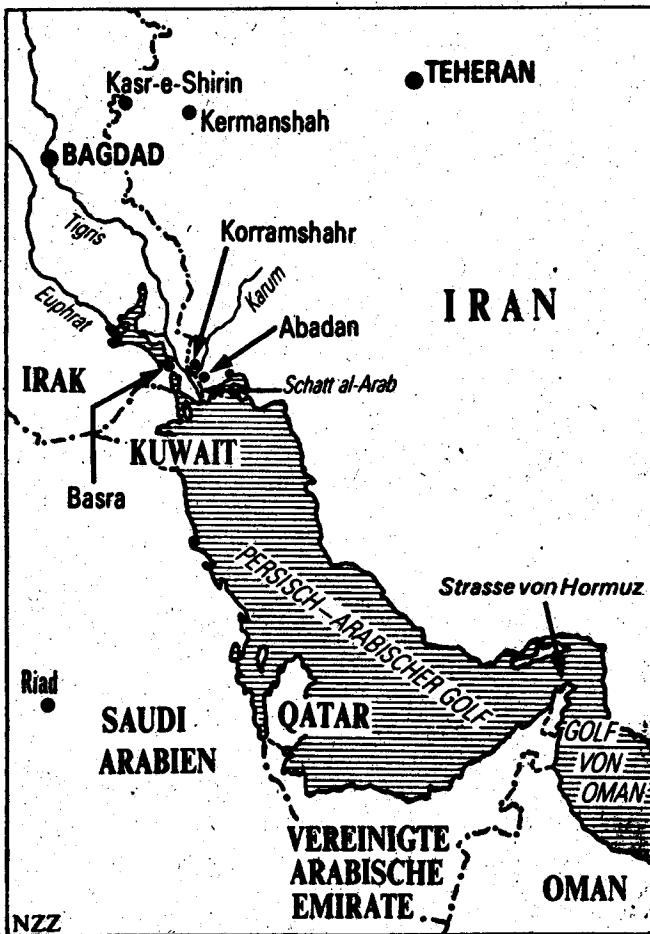 TEHERAN
Kasr-e-Shirin
Kermanshah
BAGDAD
Tigris
Korramshahr
Karum
Euphrat
Abadan
IRAN
IRAK
Schatt al-Arab
KUWAIT
Basra
PERSISCH–ARABISCHER GOLF
Strasse von Hormuz
Riad
SAUDI
ARABIEN
QATAR
GOLF
VON
OMAN
VEREINIGTE
ARABISCHE
EMIRATE
OMAN
NZZ